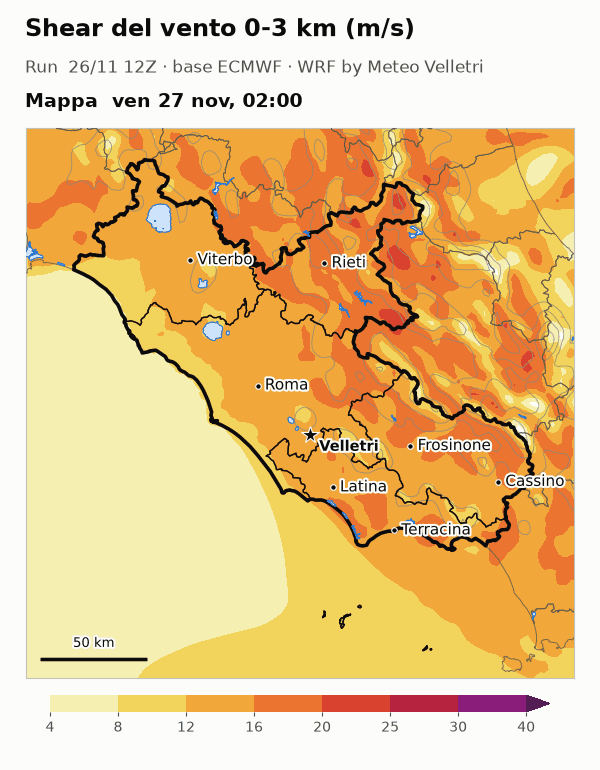 Shear del vento 0-3 km (m/s)
Run  26/11 12Z · base ECMWF · WRF by Meteo Velletri
Mappa  ven 27 nov, 02:00
Viterbo
Rieti
Roma
Velletri
Frosinone
Latina
Cassino
Terracina
50 km
4 8 12 16 20 25 30 40